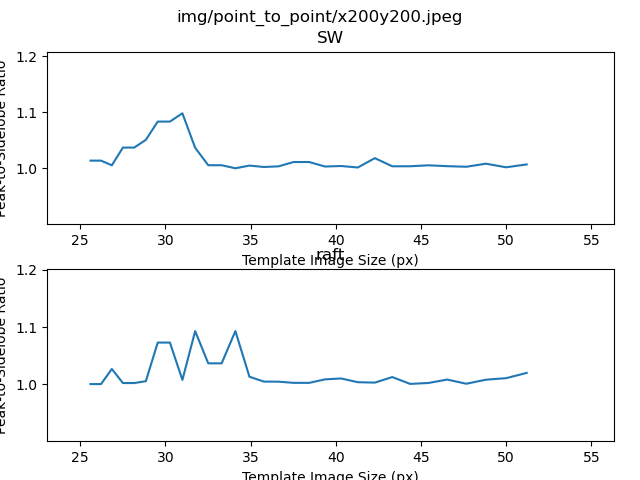 img/point_to_point/x200y200.jpeg
SW
Peak-to-Sidelobe Ratio
1.2
1.1
1.0
25 30 35 40 45 50 55
Template Image Size (px)
raft
Peak-to-Sidelobe Ratio
1.2
1.1
1.0
25 30 35 40 45 50 55
Template Image Size (px)